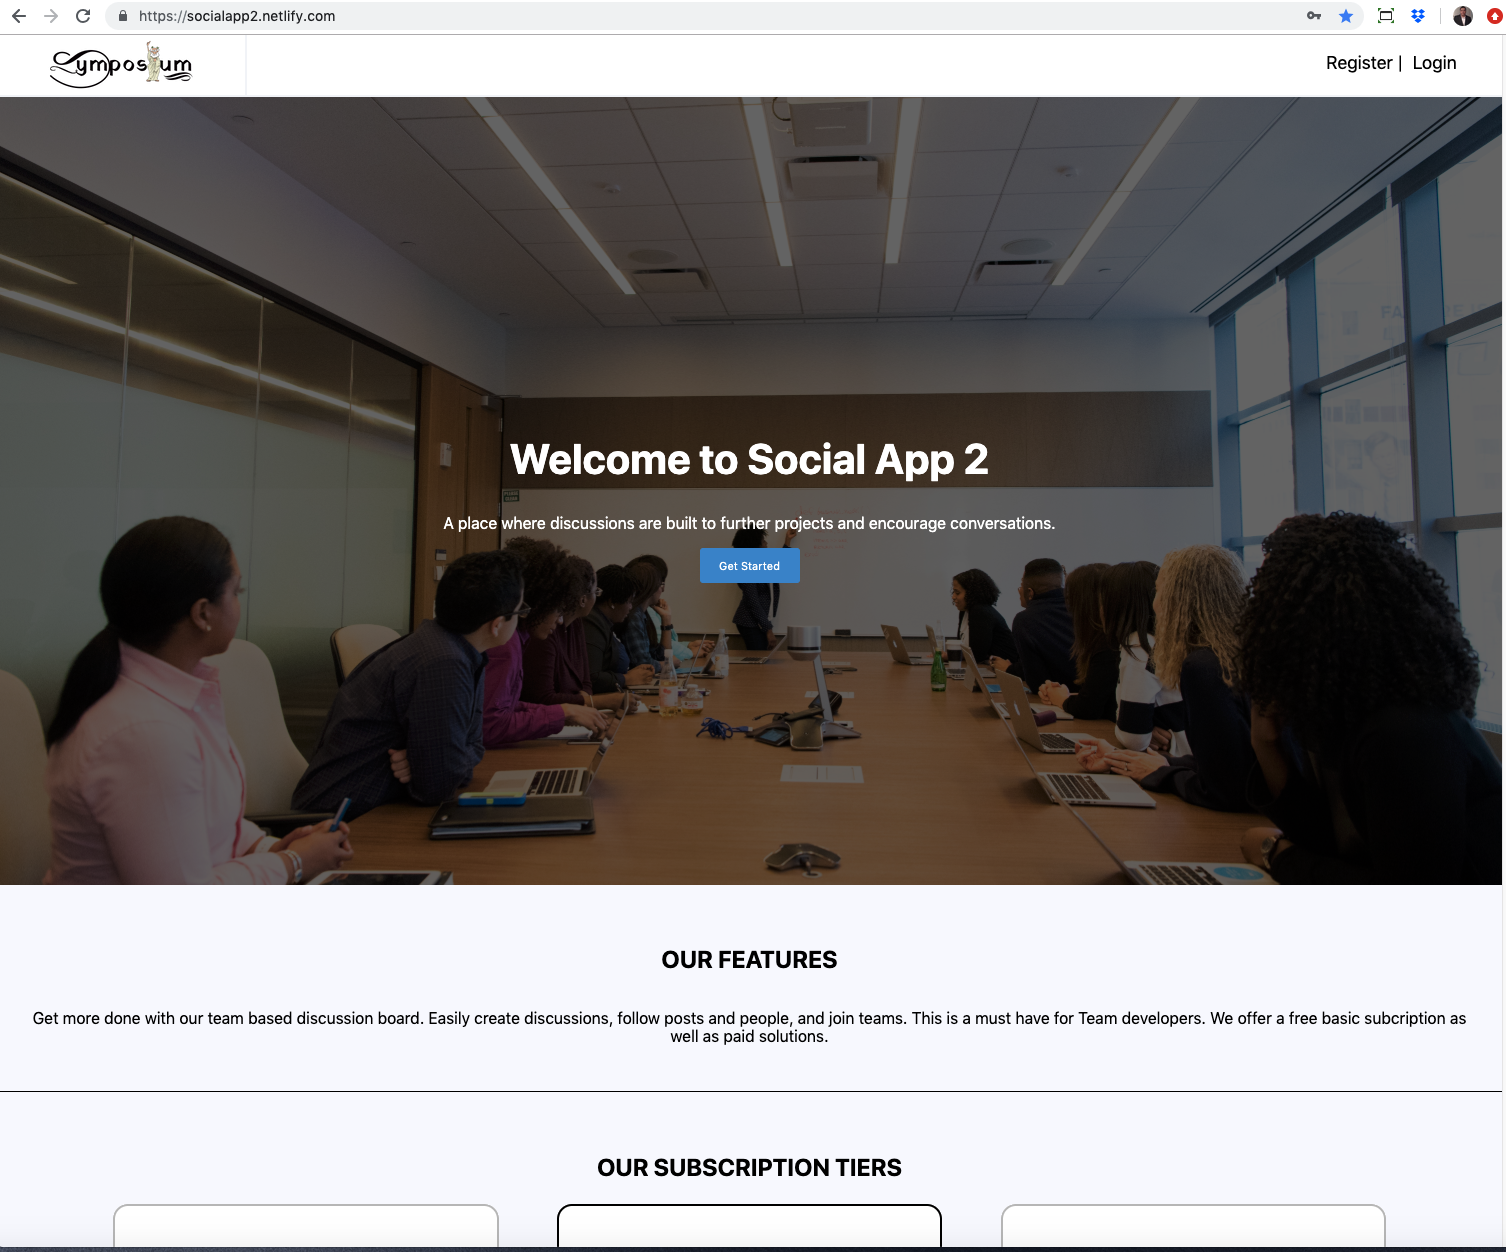 https://socialapp2.netlify.com
Symposium
Register | Login
Welcome to Social App 2
A place where discussions are built to further projects and encourage conversations.
Get Started
OUR FEATURES
Get more done with our team based discussion board. Easily create discussions, follow posts and people, and join teams. This is a must have for Team developers. We offer a free basic subcription as
well as paid solutions.
OUR SUBSCRIPTION TIERS